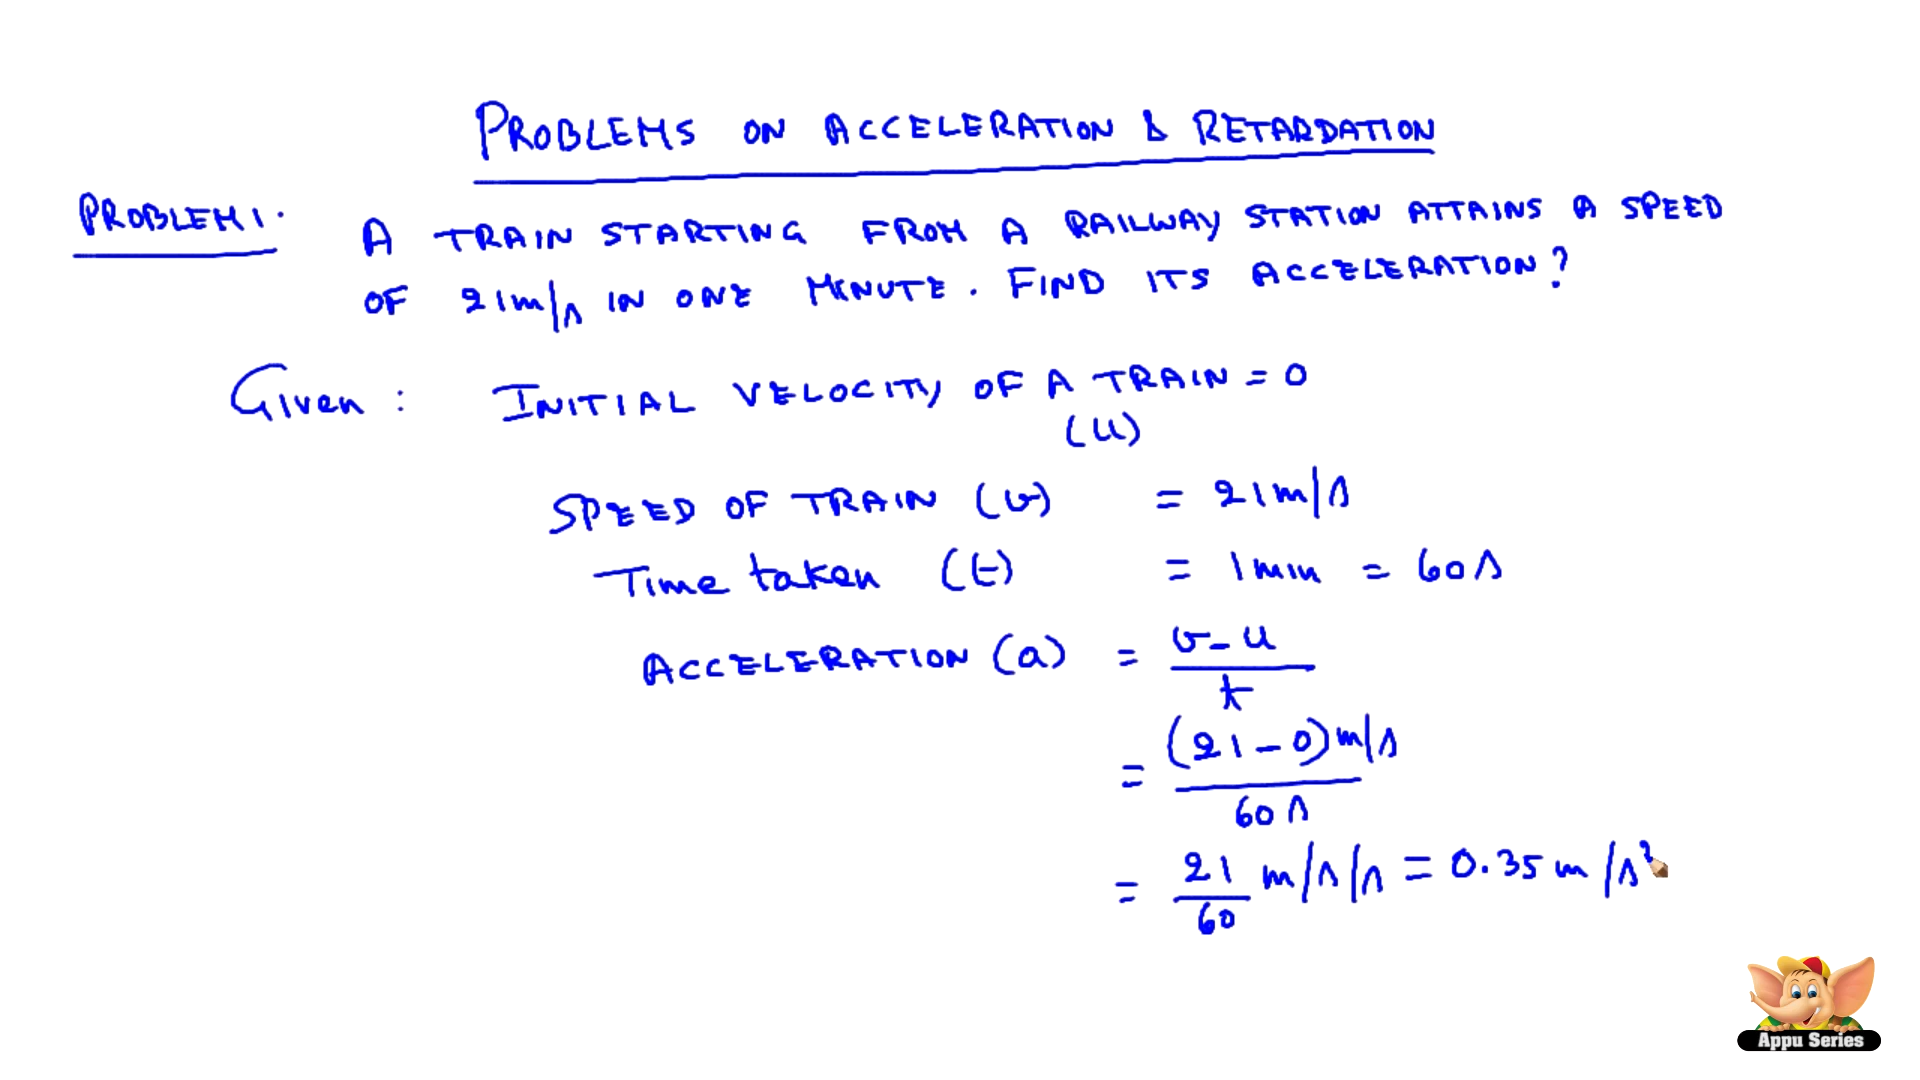 PROBLEMS ON ACCELERATION & RETARDATION
PROBLEM 1.
A TRAIN STARTING FROM A RAILWAY STATION ATTAINS A SPEED
OF 21m/s IN ONE MINUTE. FIND ITS ACCELERATION?
Given : INITIAL VELOCITY OF A TRAIN = 0
(u)
SPEED OF TRAIN (v) = 21m/s
Time taken (t) = 1 min = 60s
ACCELERATION (a) = v-u
t
= (21-0) m/s
60s
= 21/60 m/s/s = 0.35 m/s²
Appu Series